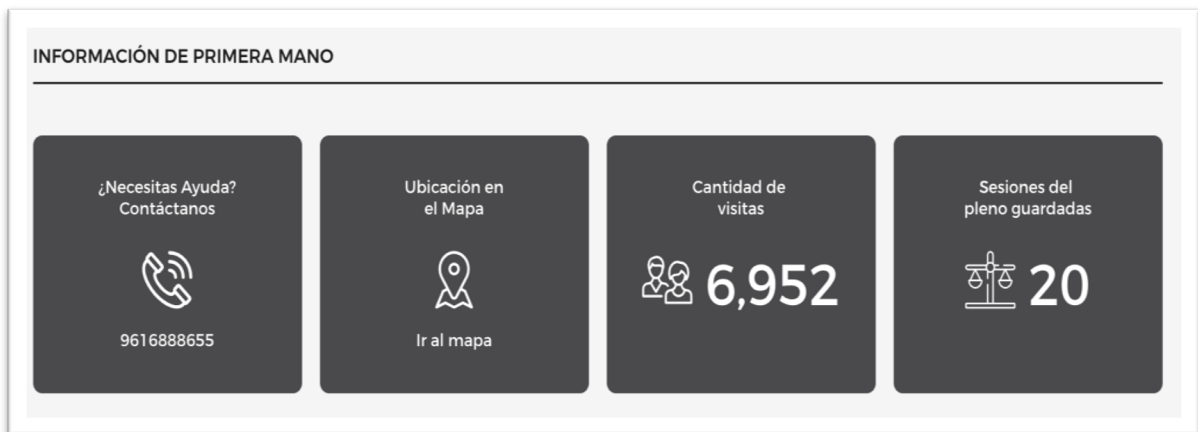 INFORMACIÓN DE PRIMERA MANO
¿Necesitas Ayuda?
Contáctanos
9616888655
Ubicación en
el Mapa
Ir al mapa
Cantidad de
visitas
6,952
Sesiones del
pleno guardadas
20